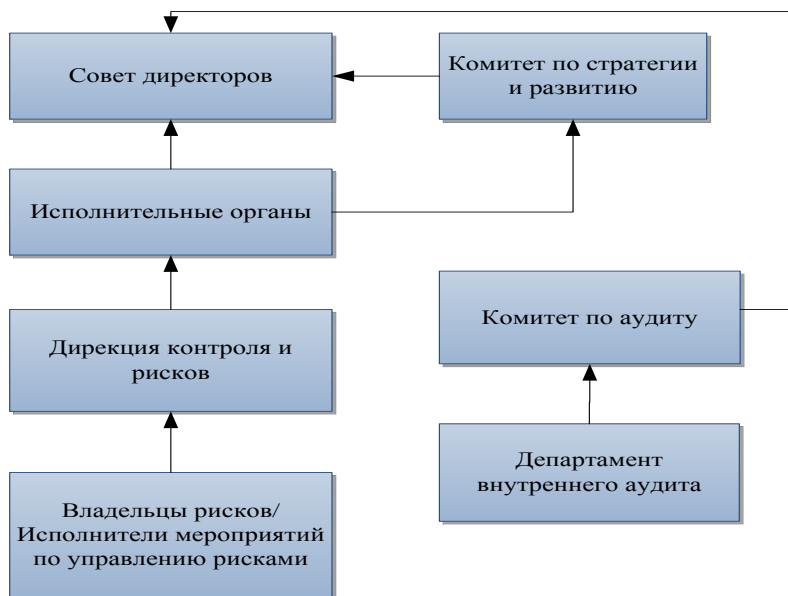 Совет директоров
Комитет по стратегии
и развитию
Исполнительные органы
Комитет по аудиту
Дирекция контроля и
рисков
Департамент
внутреннего аудита
Владельцы рисков/
Исполнители мероприятий
по управлению рисками